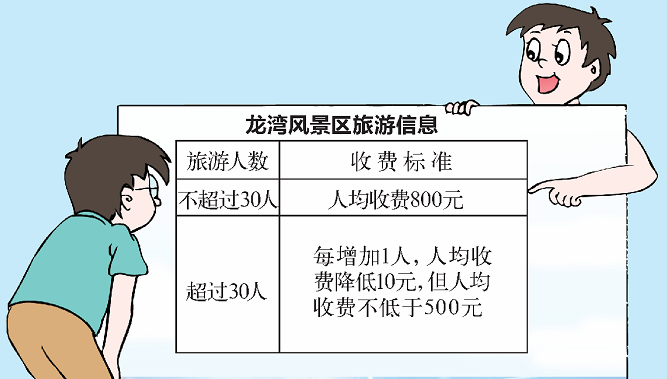 龙湾风景区旅游信息
旅游人数 收费标准
不超过30人 人均收费800元
超过30人
每增加1人，人均收
费降低10元，但人均
收费不低于500元